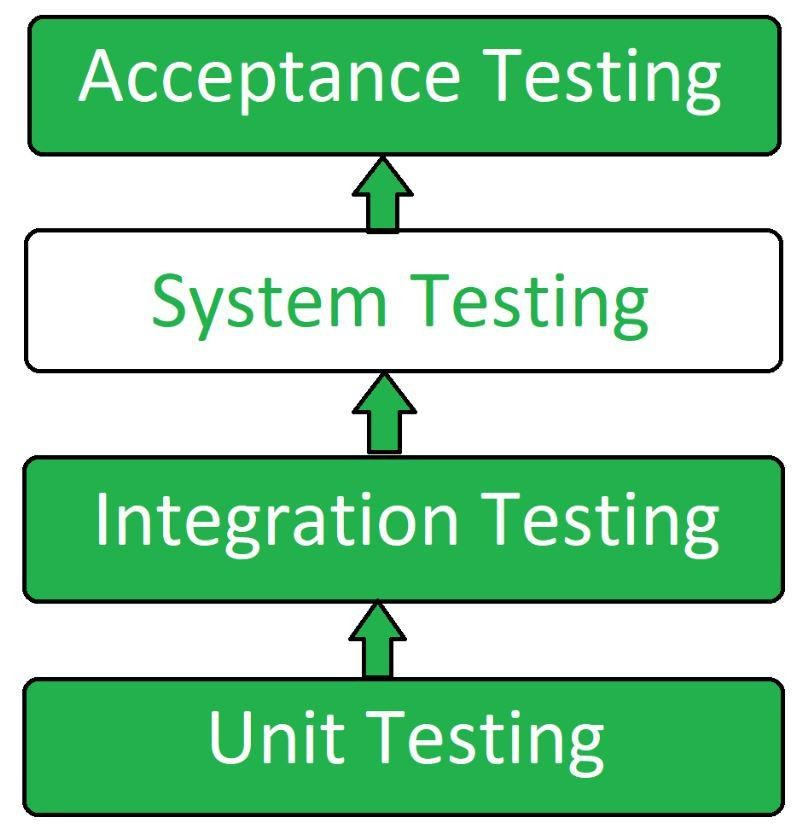 Acceptance Testing
System Testing
Integration Testing
Unit Testing